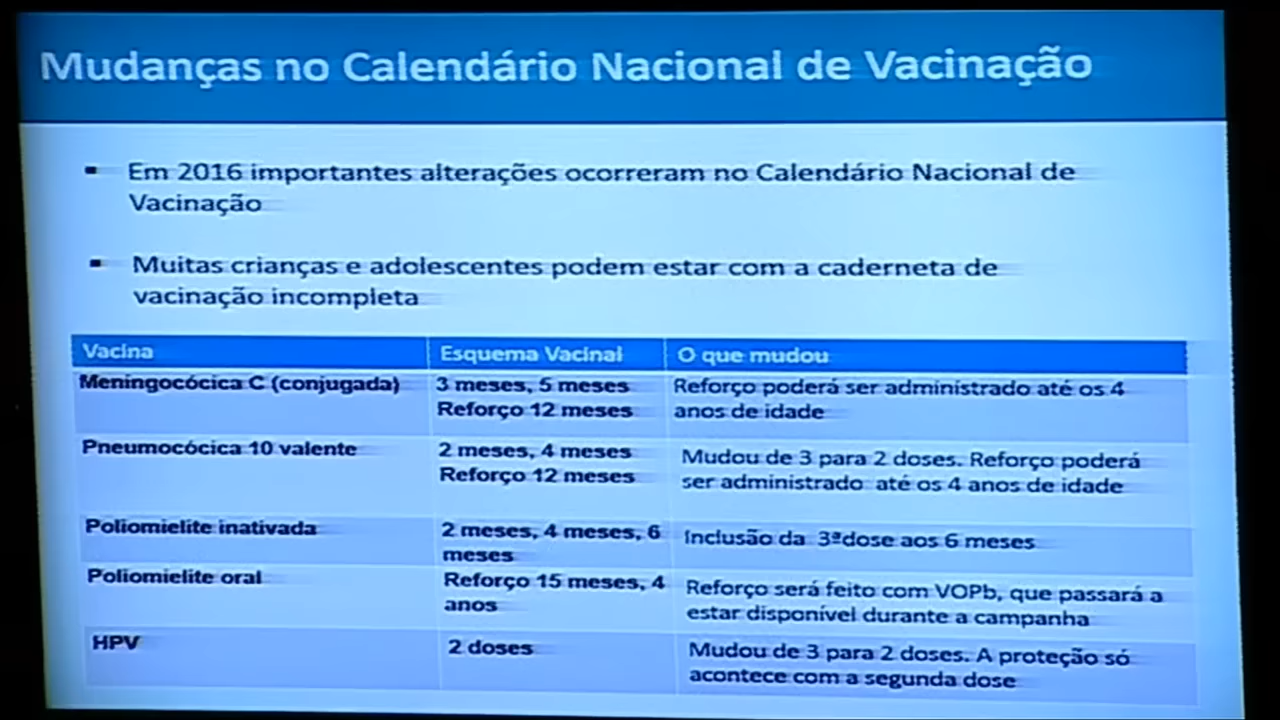 Mudanças no Calendário Nacional de Vacinação
▪ Em 2016 importantes alterações ocorreram no Calendário Nacional de
Vacinação
▪ Muitas crianças e adolescentes podem estar com a caderneta de
vacinação incompleta
Vacina Esquema Vacinal O que mudou
Meningocócica C (conjugada) 3 meses, 5 meses Reforço poderá ser administrado até os 4
Reforço 12 meses anos de idade
Pneumocócica 10 valente 2 meses, 4 meses Mudou de 3 para 2 doses. Reforço poderá
Reforço 12 meses ser administrado até os 4 anos de idade
Poliomielite inativada 2 meses, 4 meses, 6 Inclusão da 3ªdose aos 6 meses
meses
Poliomielite oral Reforço 15 meses, 4 Reforço será feito com VOPb, que passará a
anos estar disponível durante a campanha
HPV 2 doses Mudou de 3 para 2 doses. A proteção só
acontece com a segunda dose